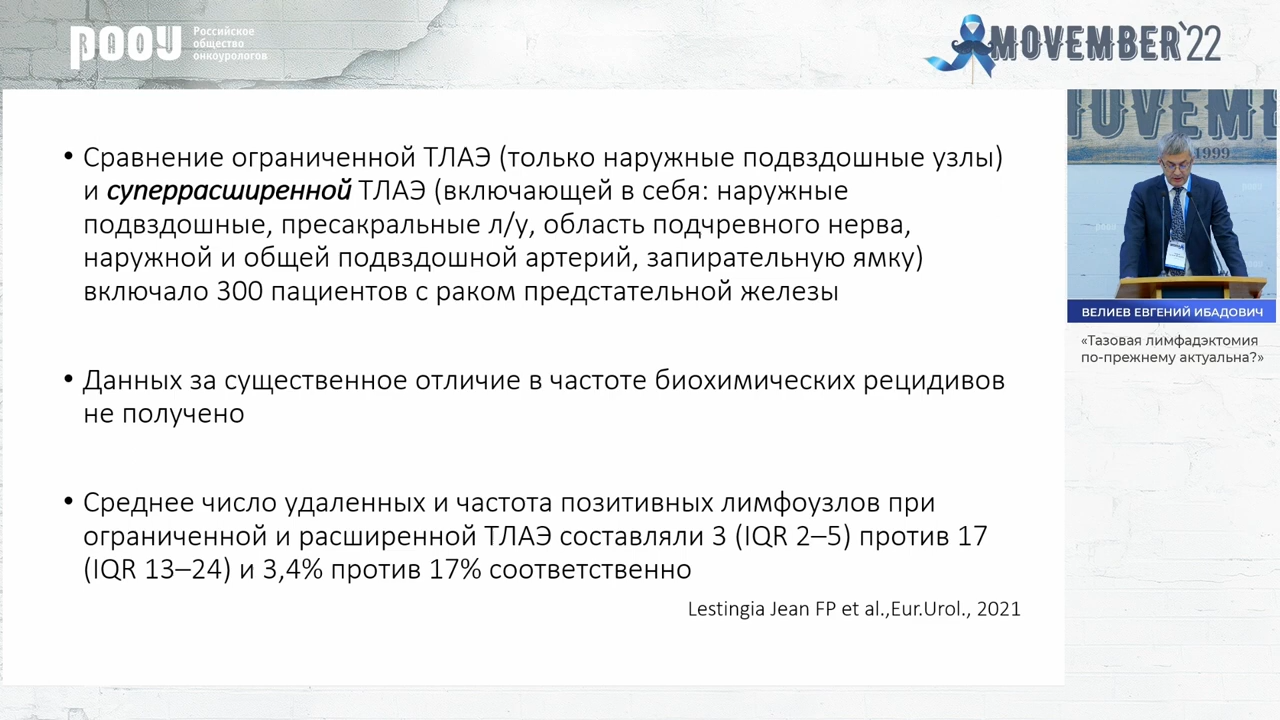 РООУ
Российское
общество
онкоурологов
MOVEMBER'22
• Сравнение ограниченной ТЛАЭ (только наружные подвздошные узлы)
и суперрасширенной ТЛАЭ (включающей в себя: наружные
подвздошные, пресакральные л/у, область подчревного нерва,
наружной и общей подвздошной артерий, запирательную ямку)
включало 300 пациентов с раком предстательной железы
• Данных за существенное отличие в частоте биохимических рецидивов
не получено
• Среднее число удаленных и частота позитивных лимфоузлов при
ограниченной и расширенной ТЛАЭ составляли 3 (IQR 2–5) против 17
(IQR 13–24) и 3,4% против 17% соответственно
Lestingia Jean FP et al.,Eur.Urol., 2021
MOVEMB
1999
ВЕЛИЕВ ЕВГЕНИЙ ИБАДОВИЧ
«Тазовая лимфадэктомия
по-прежнему актуальна?»